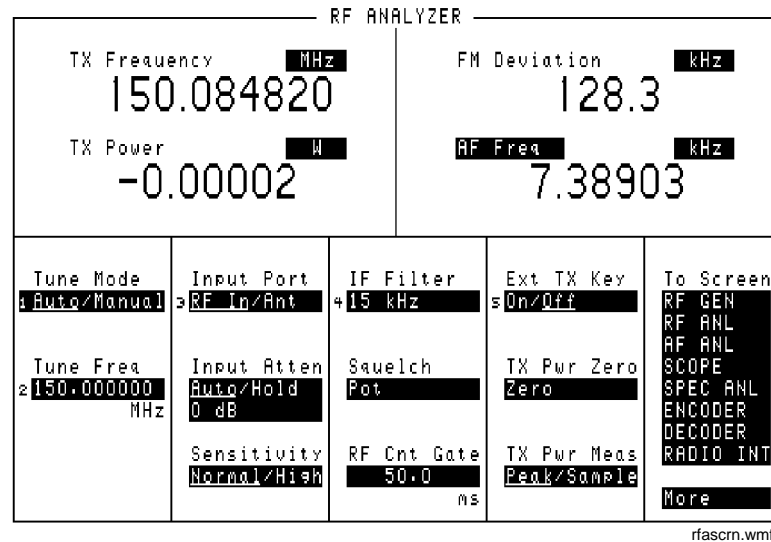 RF ANALYZER
TX Frequency MHz
150.084820
TX Power W
-0.00002
FM Deviation kHz
128.3
AF Freq kHz
7.38903
Tune Mode
1 Auto/Manual
Tune Freq
2 150.000000
MHz
Input Port
3 RF In/Ant
Input Atten
Auto/Hold
0 dB
Sensitivity
Normal/High
IF Filter
4 15 kHz
Squelch
Pot
RF Cnt Gate
50.0
ms
Ext TX Key
5 On/Off
TX Pwr Zero
Zero
TX Pwr Meas
Peak/Sample
To Screen
RF GEN
RF ANL
AF ANL
SCOPE
SPEC ANL
ENCODER
DECODER
RADIO INT
More
rfascrn.wmf